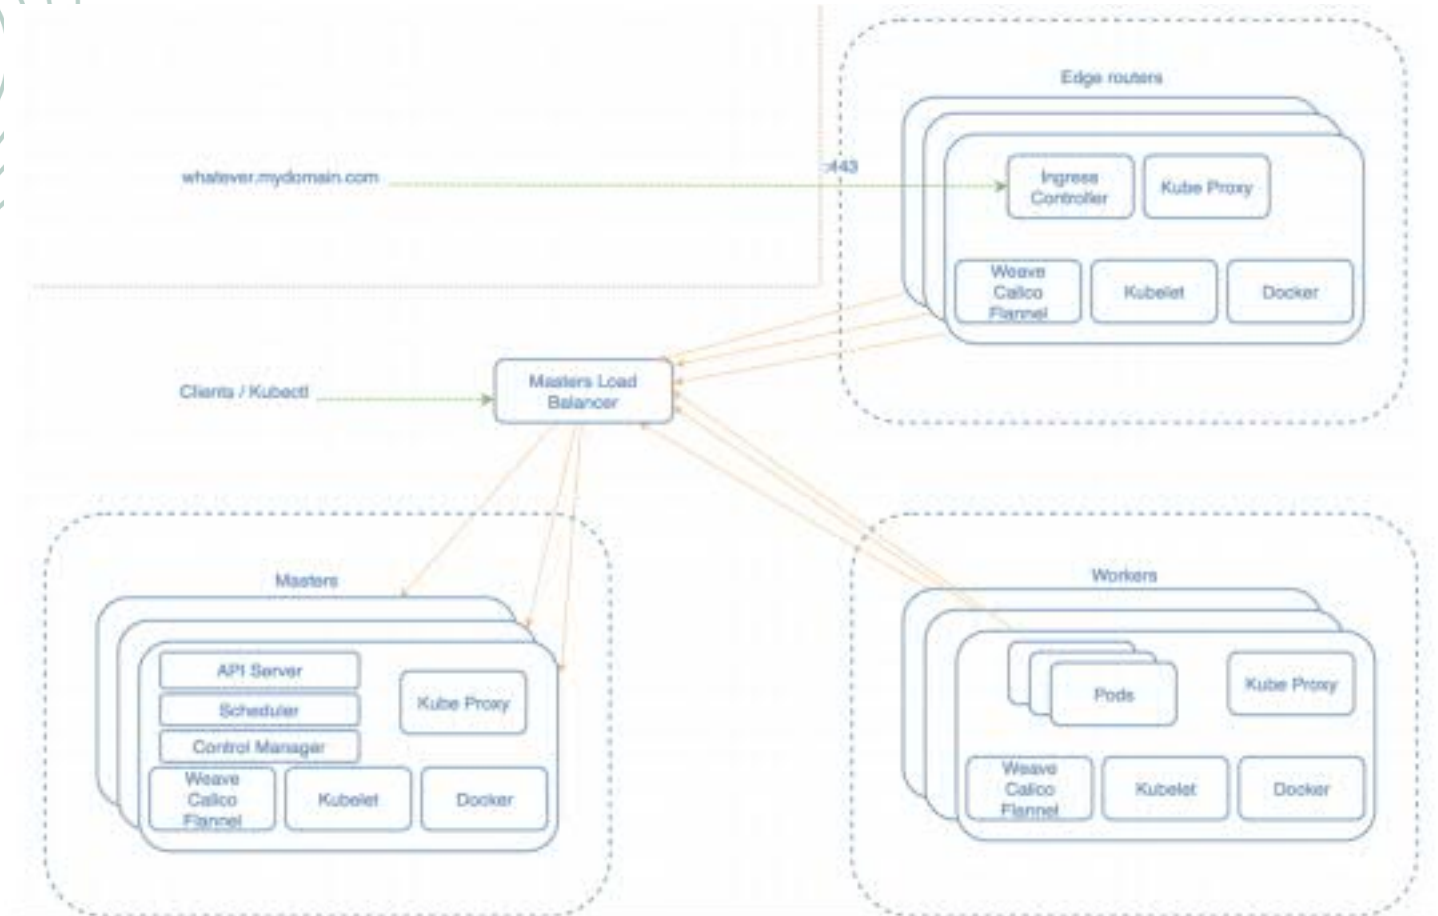 Edge routers
:443
whatever.mydomain.com
Ingress
Controller
Kube Proxy
Weave
Calico
Flannel
Kubelet
Docker
Clients / Kubectl
Masters Load
Balancer
Masters
API Server
Scheduler
Control Manager
Kube Proxy
Weave
Calico
Flannel
Kubelet
Docker
Workers
Pods
Kube Proxy
Weave
Calico
Flannel
Kubelet
Docker